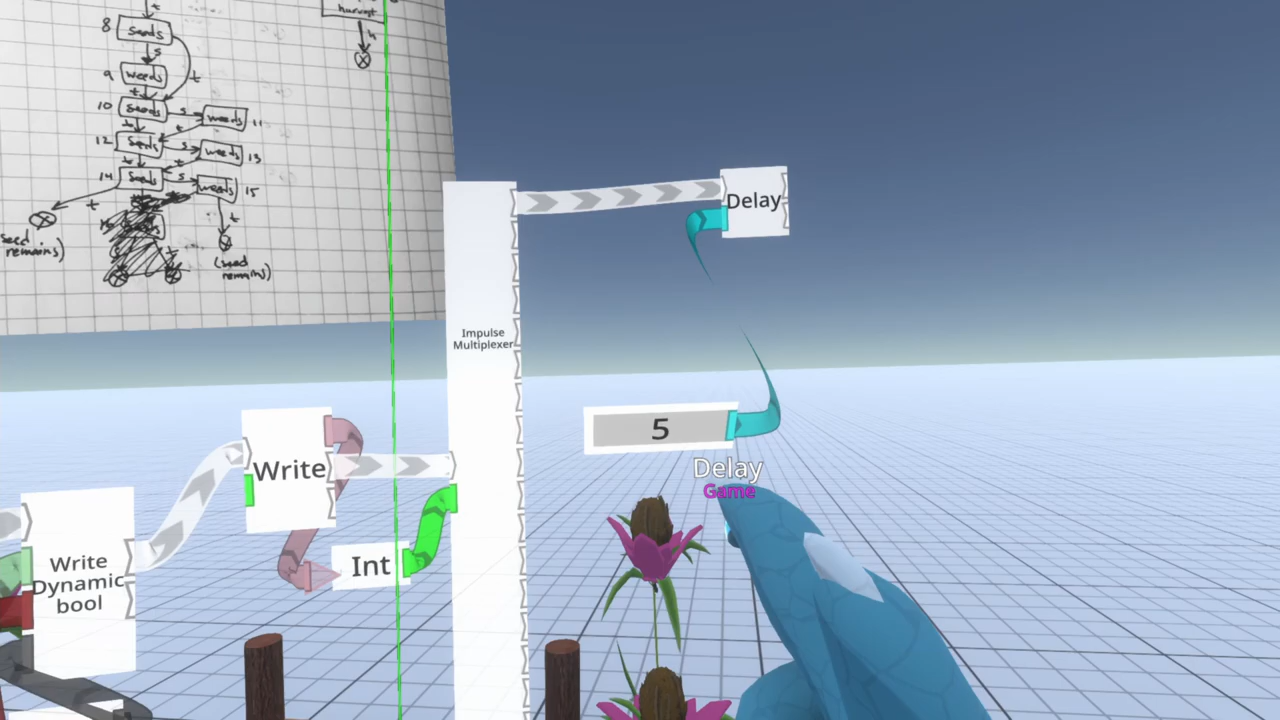 harvest
8 seeds
s
9 weeds
t
t
10 seeds s weeds 11
t t
12 seeds s weeds 13
t t
14 seeds s weeds 15
t t
(seed
remains)
seed
remains)
Delay
Impulse
Multiplexer
5
Write
Delay
Game
Int
Write
Dynamic
bool